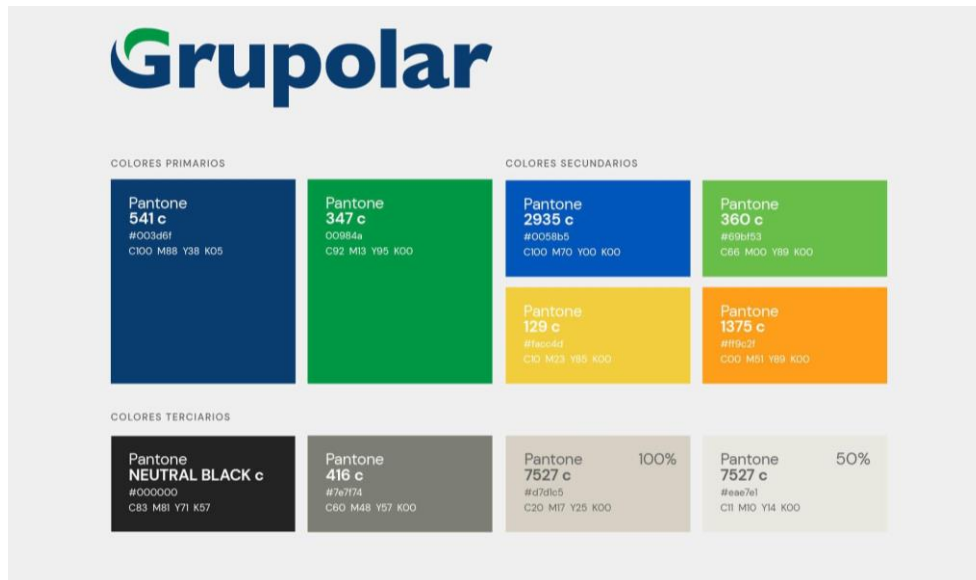 Grupolar
COLORES PRIMARIOS
Pantone
541 c
#003d6f
C100 M88 Y38 K05
Pantone
347 c
00984a
C92 M13 Y95 K00
COLORES SECUNDARIOS
Pantone
2935 c
#0058b5
C100 M70 Y00 K00
Pantone
360 c
#69bf53
C66 M00 Y89 K00
Pantone
129 c
#facc4d
C10 M23 Y85 K00
Pantone
1375 c
#ff9c2f
C00 M51 Y89 K00
COLORES TERCIARIOS
Pantone
NEUTRAL BLACK c
#000000
C83 M81 Y71 K57
Pantone
416 c
#7e7f74
C60 M48 Y57 K00
Pantone 100%
7527 c
#d7d1c5
C20 M17 Y25 K00
Pantone 50%
7527 c
#eae7e1
C11 M10 Y14 K00